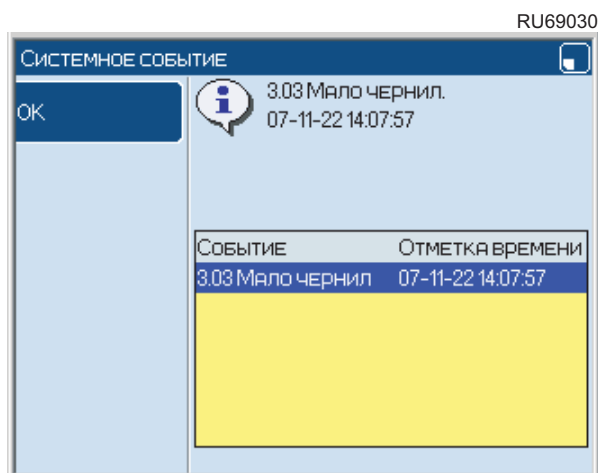 RU69030
Системное событие
OK
3.03 Мало чернил.
07-11-22 14:07:57
Событие Отметка времени
3.03 Мало чернил 07-11-22 14:07:57